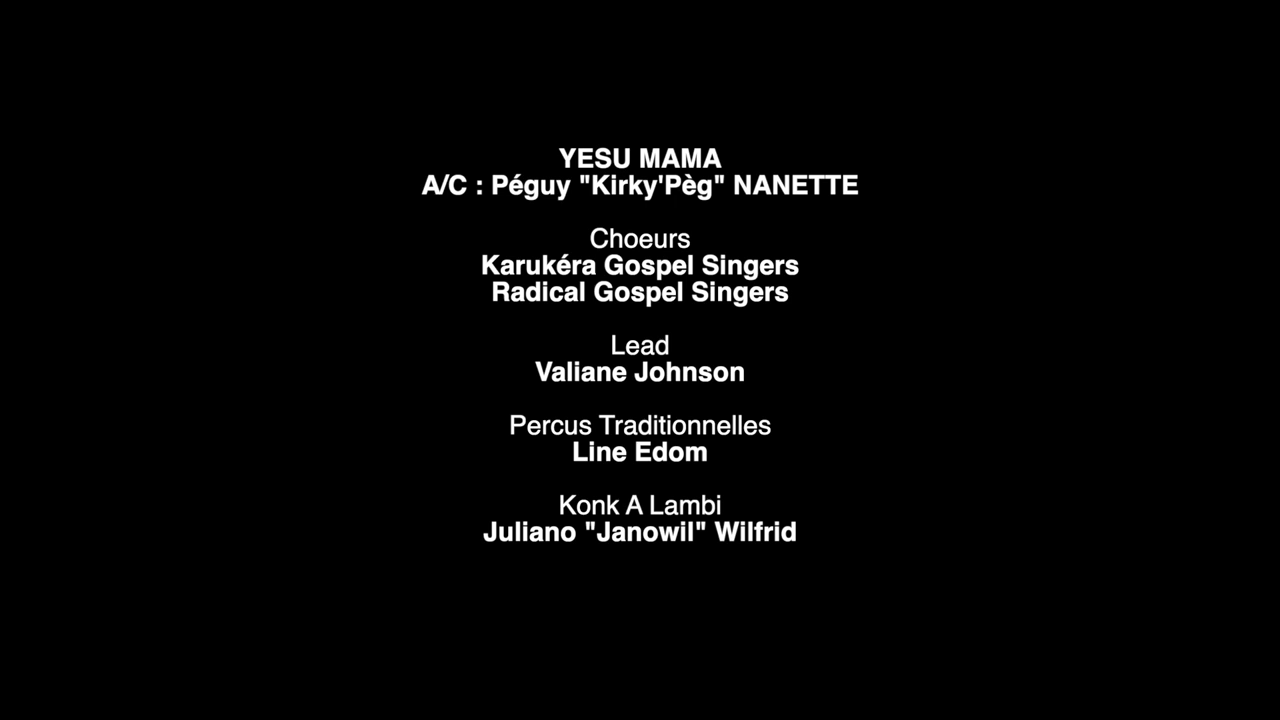 YESU MAMA
A/C : Péguy "Kirky'Pèg" NANETTE
Choeurs
Karukéra Gospel Singers
Radical Gospel Singers
Lead
Valiane Johnson
Percus Traditionnelles
Line Edom
Konk A Lambi
Juliano "Janowil" Wilfrid